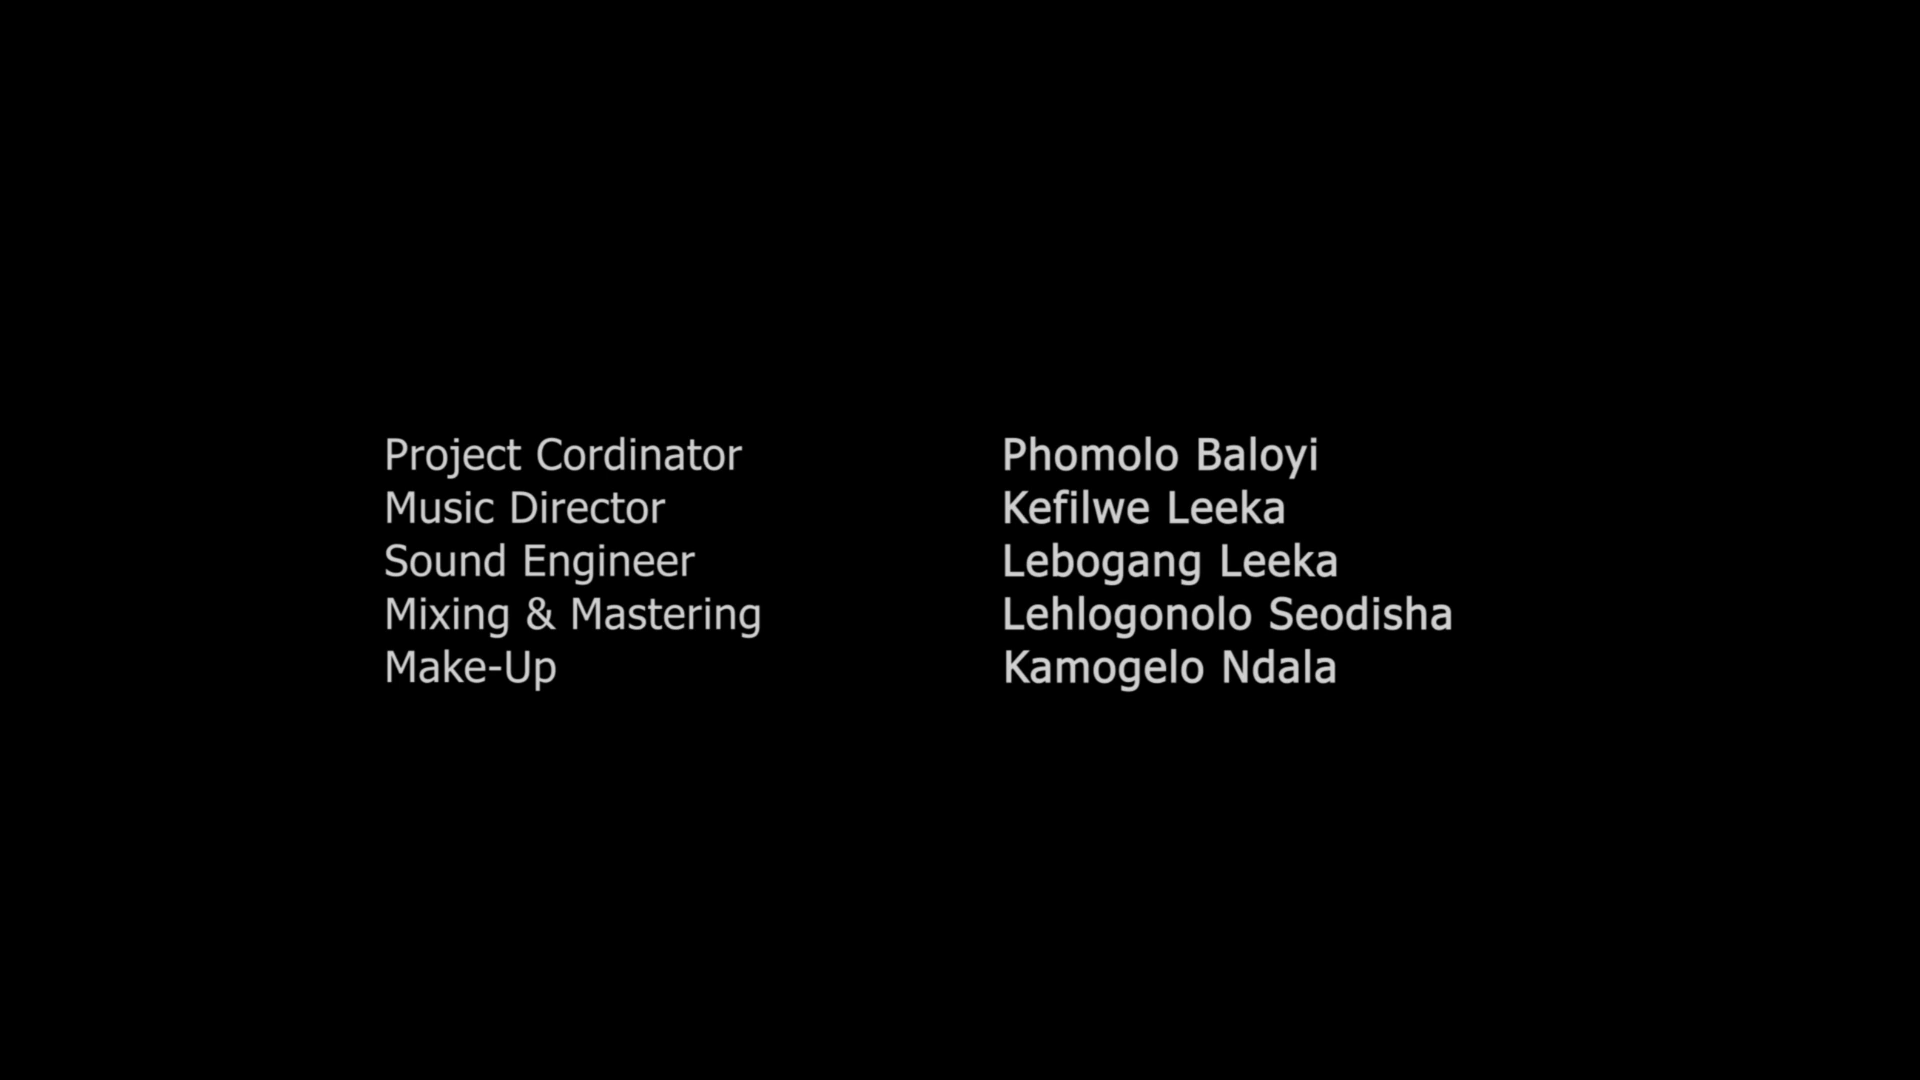 Project Cordinator Phomolo Baloyi
Music Director Kefilwe Leeka
Sound Engineer Lebogang Leeka
Mixing & Mastering Lehlogonolo Seodisha
Make-Up Kamogelo Ndala